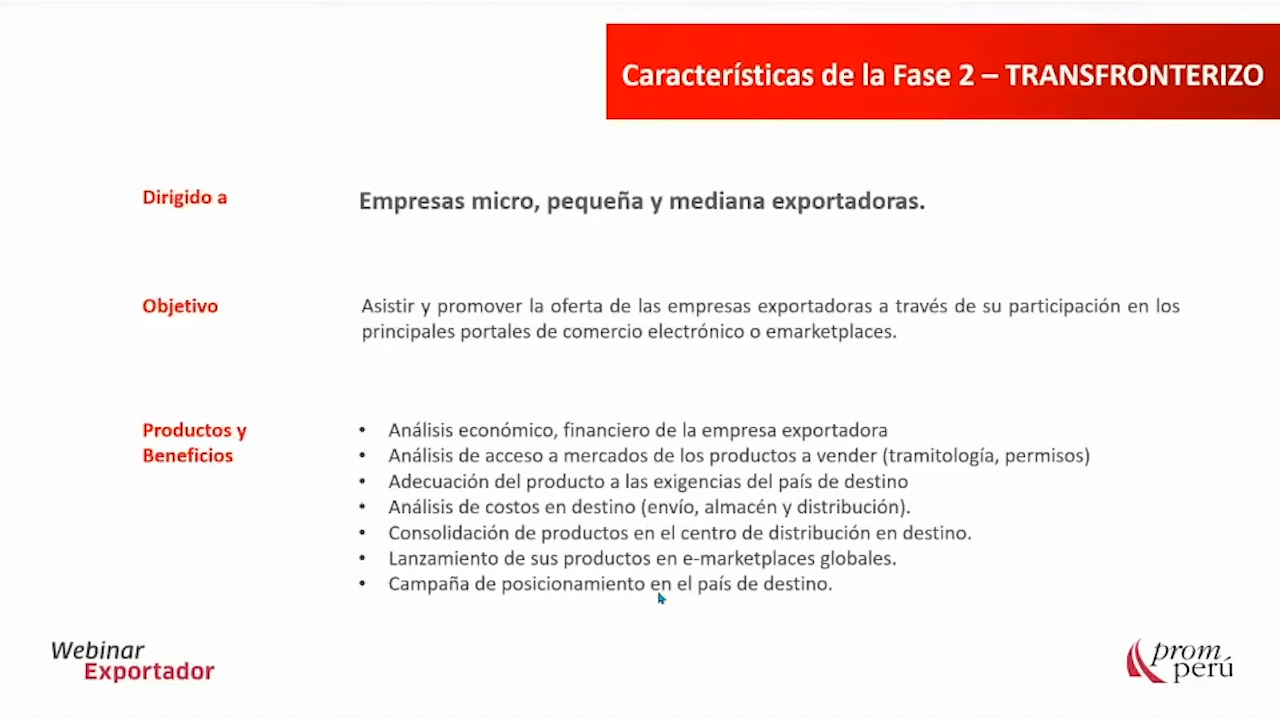 Características de la Fase 2 – TRANSFRONTERIZO
Dirigido a
Empresas micro, pequeña y mediana exportadoras.
Objetivo
Asistir y promover la oferta de las empresas exportadoras a través de su participación en los
principales portales de comercio electrónico o emarketplaces.
Productos y
Beneficios
• Análisis económico, financiero de la empresa exportadora
• Análisis de acceso a mercados de los productos a vender (tramitología, permisos)
• Adecuación del producto a las exigencias del país de destino
• Análisis de costos en destino (envío, almacén y distribución).
• Consolidación de productos en el centro de distribución en destino.
• Lanzamiento de sus productos en e-marketplaces globales.
• Campaña de posicionamiento en el país de destino.
Webinar
Exportador
prom
perú